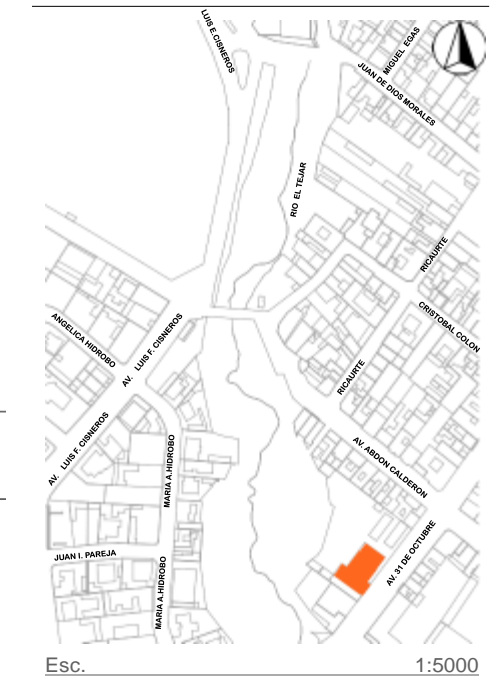 LUIS E.CISNEROS
MIGUEL EGAS
JUAN DE DIOS MORALES
RIO EL TEJAR
RICAURTE
CRISTOBAL COLON
ANGELICA HIDROBO
AV. LUIS F. CISNEROS
RICAURTE
AV. LUIS F. CISNEROS
MARIA A.HIDROBO
AV. ABDON CALDERON
AV. 31 DE OCTUBRE
JUAN I. PAREJA
MARIA A.HIDROBO
Esc. 1:5000